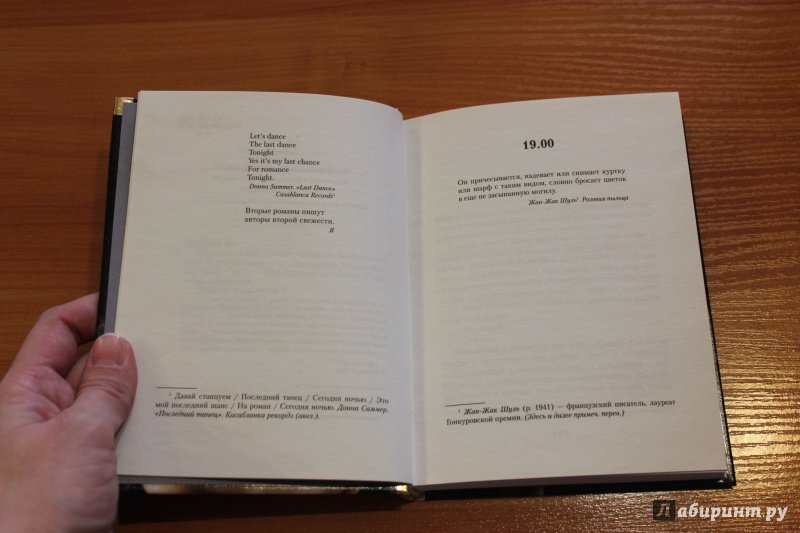 Let's dance
The last dance
Tonight
Yes it's my last chance
For romance
Tonight.
Donna Summer. «Last Dance»
Casablanca Records¹
Вторые романы пишут
авторы второй свежести.
Я
¹ Давай станцуем / Последний танец / Сегодня ночью / Это
мой последний шанс / На роман / Сегодня ночью. Донна Саммер.
«Последний танец». Касабланка рекордз (англ.).
19.00
Он причесывается, надевает или снимает куртку
или шарф с таким видом, словно бросает цветок
в еще не засыпанную могилу.
Жан-Жак Шуль¹. Розовая пыльца
¹ Жан-Жак Шуль (р. 1941) — французский писатель, лауреат
Гонкуровской премии. (Здесь и далее примеч. перев.)
Лабиринт.ру